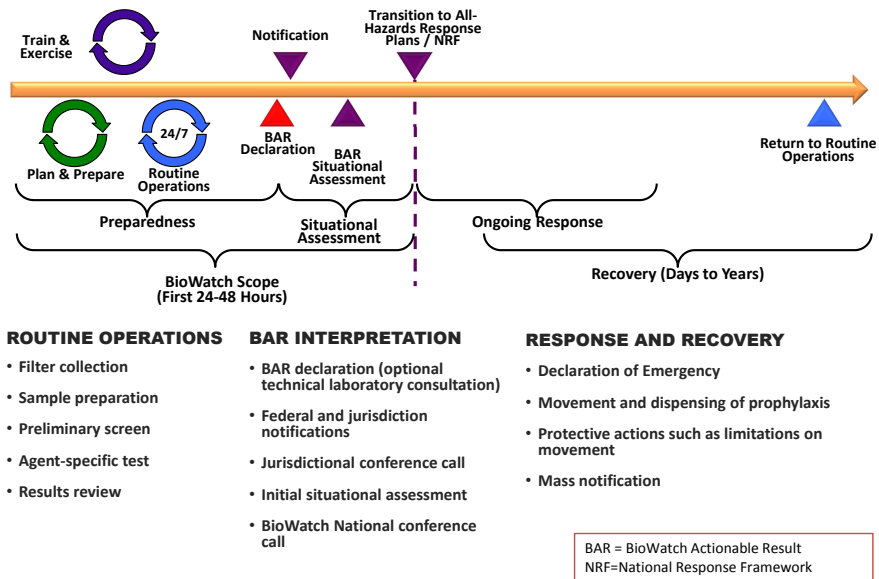 Train &
Exercise
Notification
Transition to All-
Hazards Response
Plans / NRF
24/7
Plan & Prepare
Routine
Operations
BAR
Declaration
BAR
Situational
Assessment
Return to Routine
Operations
Preparedness
Situational
Assessment
Ongoing Response
BioWatch Scope
(First 24-48 Hours)
Recovery (Days to Years)
ROUTINE OPERATIONS
• Filter collection
• Sample preparation
• Preliminary screen
• Agent-specific test
• Results review
BAR INTERPRETATION
• BAR declaration (optional
technical laboratory consultation)
• Federal and jurisdiction
notifications
• Jurisdictional conference call
• Initial situational assessment
• BioWatch National conference
call
RESPONSE AND RECOVERY
• Declaration of Emergency
• Movement and dispensing of prophylaxis
• Protective actions such as limitations on
movement
• Mass notification
BAR = BioWatch Actionable Result
NRF=National Response Framework